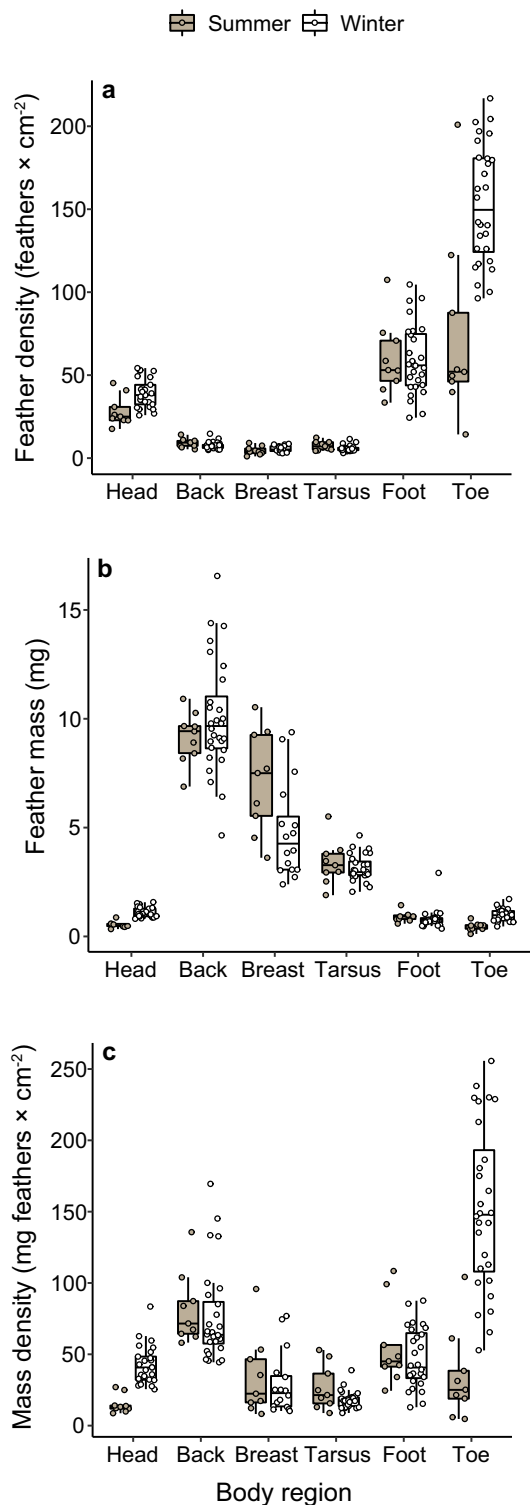 Summer Winter
a
Feather density (feathers × cm⁻²)
200
150
100
50
0
Head Back Breast Tarsus Foot Toe
b
Feather mass (mg)
15
10
5
0
Head Back Breast Tarsus Foot Toe
c
Mass density (mg feathers × cm⁻²)
250
200
150
100
50
0
Head Back Breast Tarsus Foot Toe
Body region